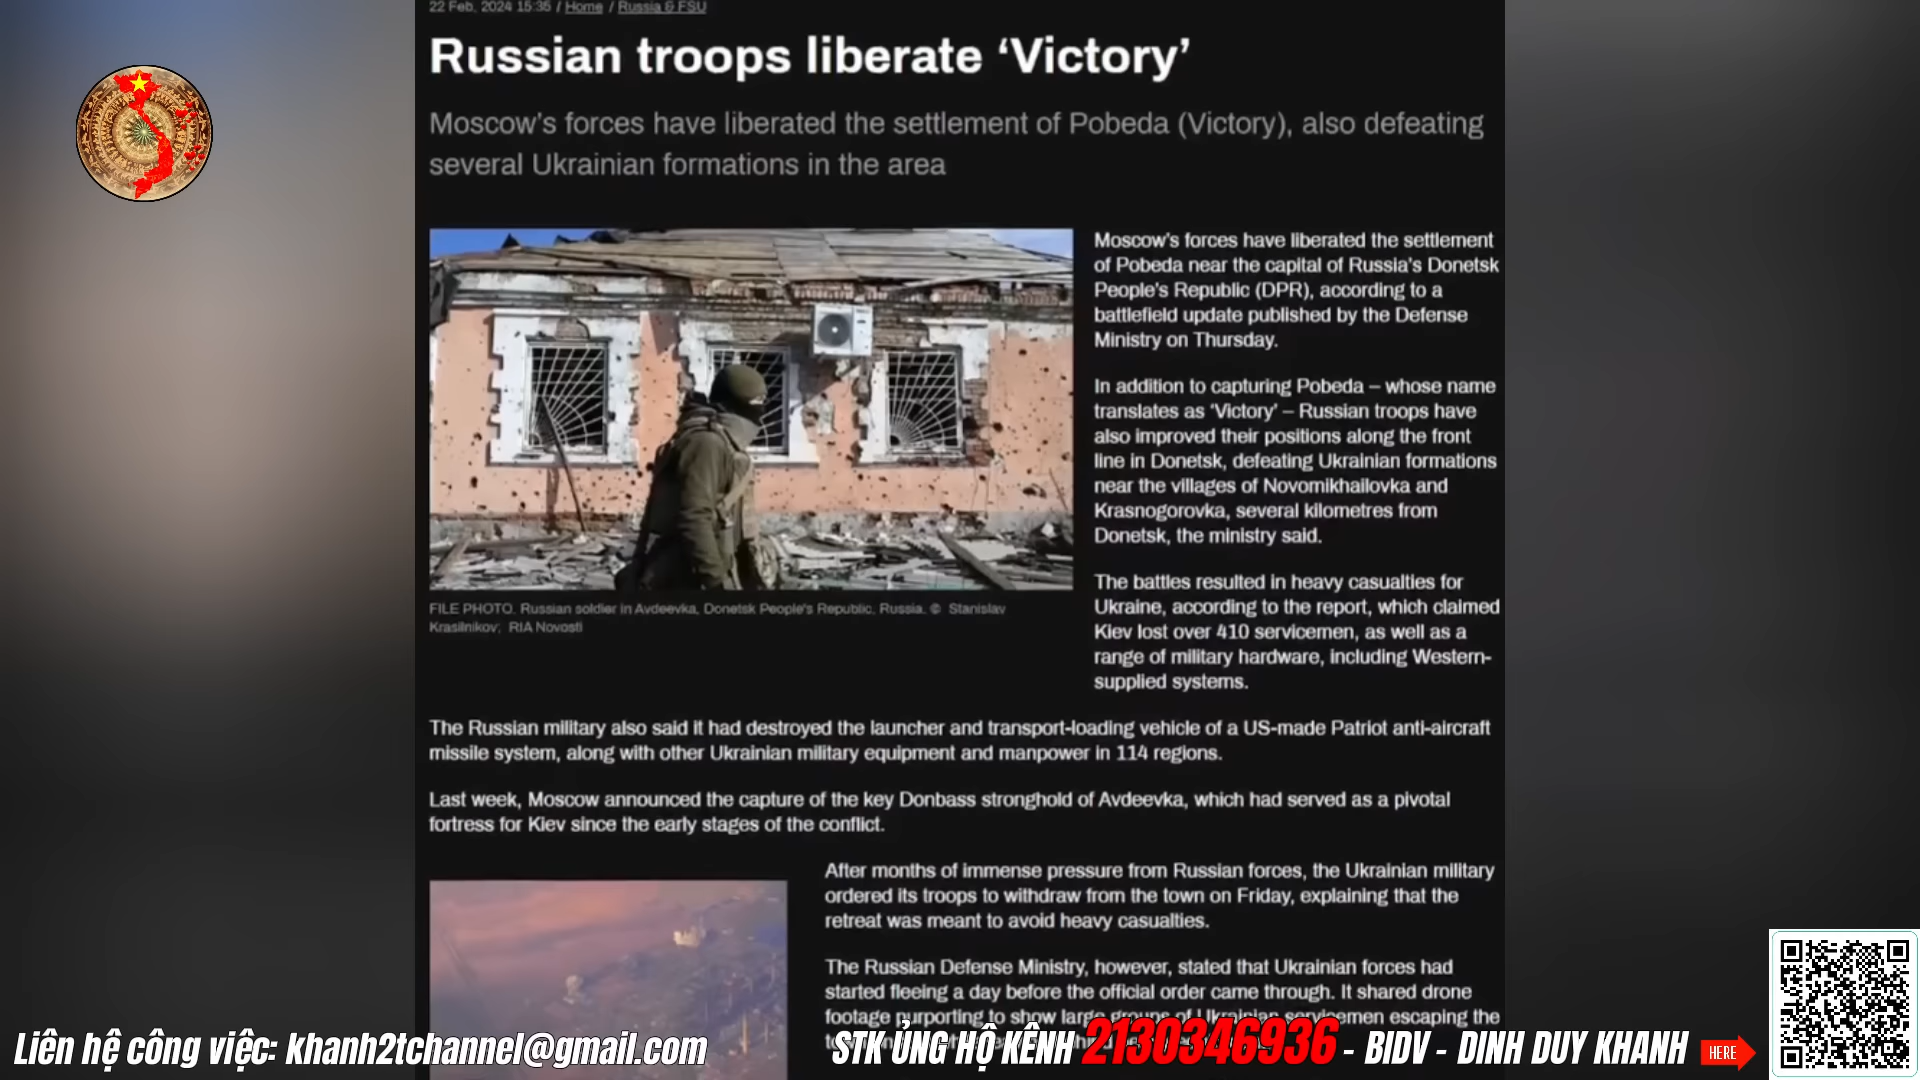 22 Feb, 2024 15:35 / Home / Russia & FSU
Russian troops liberate ‘Victory’
Moscow's forces have liberated the settlement of Pobeda (Victory), also defeating
several Ukrainian formations in the area
Moscow's forces have liberated the settlement
of Pobeda near the capital of Russia's Donetsk
People's Republic (DPR), according to a
battlefield update published by the Defense
Ministry on Thursday.
In addition to capturing Pobeda – whose name
translates as ‘Victory’ – Russian troops have
also improved their positions along the front
line in Donetsk, defeating Ukrainian formations
near the villages of Novomikhailovka and
Krasnogorovka, several kilometres from
Donetsk, the ministry said.
The battles resulted in heavy casualties for
Ukraine, according to the report, which claimed
Kiev lost over 410 servicemen, as well as a
range of military hardware, including Western-
supplied systems.
FILE PHOTO. Russian soldier in Avdeevka, Donetsk People's Republic, Russia. © Stanislav
Krasilnikov; RIA Novosti
The Russian military also said it had destroyed the launcher and transport-loading vehicle of a US-made Patriot anti-aircraft
missile system, along with other Ukrainian military equipment and manpower in 114 regions.
Last week, Moscow announced the capture of the key Donbass stronghold of Avdeevka, which had served as a pivotal
fortress for Kiev since the early stages of the conflict.
After months of immense pressure from Russian forces, the Ukrainian military
ordered its troops to withdraw from the town on Friday, explaining that the
retreat was meant to avoid heavy casualties.
The Russian Defense Ministry, however, stated that Ukrainian forces had
started fleeing a day before the official order came through. It shared drone
footage purporting to show large groups of Ukrainian servicemen escaping the
Liên hệ công việc: khanh2tchannel@gmail.com
STK ỦNG HỘ KÊNH 2130346936 - BIDV - DINH DUY KHANH
HERE